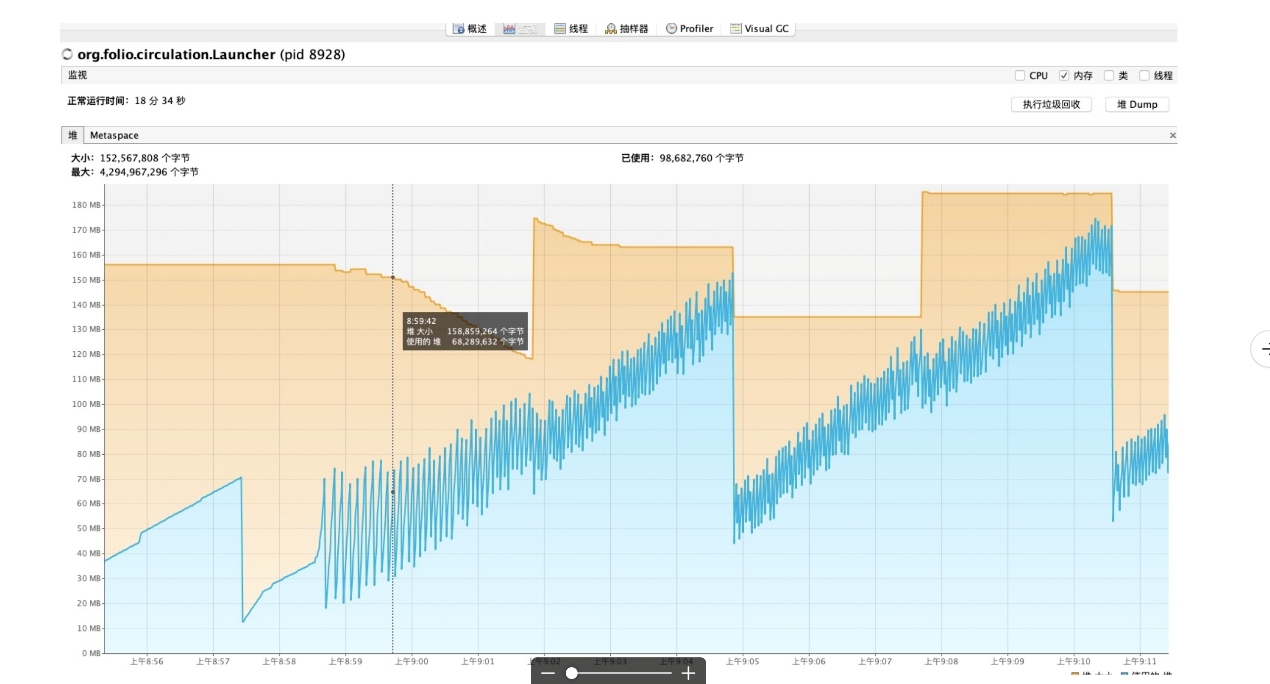 概述 监视 线程 抽样器 Profiler Visual GC
org.folio.circulation.Launcher (pid 8928)
监视 CPU 内存 类 线程
正常运行时间: 18 分 34 秒 执行垃圾回收 堆 Dump
堆 Metaspace
大小: 152,567,808 个字节 已使用: 98,682,760 个字节
最大: 4,294,967,296 个字节
180 MB
170 MB
160 MB
150 MB
140 MB
130 MB
120 MB
110 MB
100 MB
90 MB
80 MB
70 MB
60 MB
50 MB
40 MB
30 MB
20 MB
10 MB
0 MB
8:59:42
堆 大小 158,859,264 个字节
使用的 堆 68,289,632 个字节
上午8:56 上午8:57 上午8:58 上午8:59 上午9:00 上午9:01 上午9:02 上午9:03 上午9:04 上午9:05 上午9:06 上午9:07 上午9:08 上午9:09 上午9:10 上午9:11
堆 大小 使用的 堆